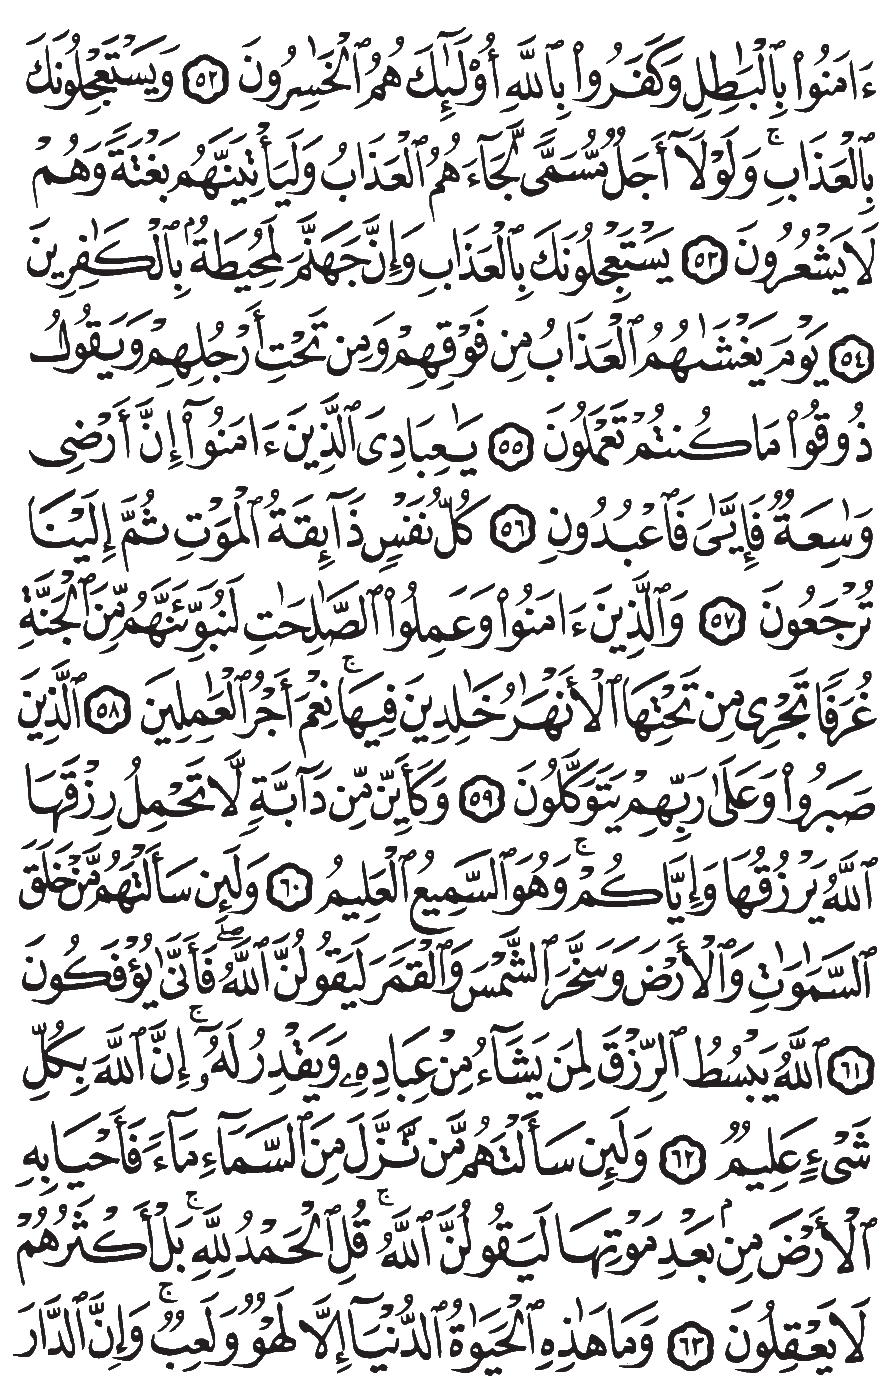 ءَامَنُوا۟ بِٱلْبَٰطِلِ وَكَفَرُوا۟ بِٱللَّهِ أُو۟لَٰٓئِكَ هُمُ ٱلْخَٰسِرُونَ ۝٥٢ وَيَسْتَعْجِلُونَكَ
بِٱلْعَذَابِ ۚ وَلَوْلَآ أَجَلٌ مُّسَمًّى لَّجَآءَهُمُ ٱلْعَذَابُ وَلَيَأْتِيَنَّهُم بَغْتَةً وَهُمْ
لَا يَشْعُرُونَ ۝٥٣ يَسْتَعْجِلُونَكَ بِٱلْعَذَابِ وَإِنَّ جَهَنَّمَ لَمُحِيطَةٌۢ بِٱلْكَٰفِرِينَ
۝٥٤ يَوْمَ يَغْشَىٰهُمُ ٱلْعَذَابُ مِن فَوْقِهِمْ وَمِن تَحْتِ أَرْجُلِهِمْ وَيَقُولُ
ذُوقُوا۟ مَا كُنتُمْ تَعْمَلُونَ ۝٥٥ يَٰعِبَادِىَ ٱلَّذِينَ ءَامَنُوٓا۟ إِنَّ أَرْضِى
وَٰسِعَةٌ فَإِيَّٰىَ فَٱعْبُدُونِ ۝٥٦ كُلُّ نَفْسٍ ذَآئِقَةُ ٱلْمَوْتِ ثُمَّ إِلَيْنَا
تُرْجَعُونَ ۝٥٧ وَٱلَّذِينَ ءَامَنُوا۟ وَعَمِلُوا۟ ٱلصَّٰلِحَٰتِ لَنُبَوِّئَنَّهُم مِّنَ ٱلْجَنَّةِ
غُرَفًا تَجْرِى مِن تَحْتِهَا ٱلْأَنْهَٰرُ خَٰلِدِينَ فِيهَا ۚ نِعْمَ أَجْرُ ٱلْعَٰمِلِينَ ۝٥٨ ٱلَّذِينَ
صَبَرُوا۟ وَعَلَىٰ رَبِّهِمْ يَتَوَكَّلُونَ ۝٥٩ وَكَأَيِّن مِّن دَآبَّةٍ لَّا تَحْمِلُ رِزْقَهَا
ٱللَّهُ يَرْزُقُهَا وَإِيَّاكُمْ ۚ وَهُوَ ٱلسَّمِيعُ ٱلْعَلِيمُ ۝٦٠ وَلَئِن سَأَلْتَهُم مَّنْ خَلَقَ
ٱلسَّمَٰوَٰتِ وَٱلْأَرْضَ وَسَخَّرَ ٱلشَّمْسَ وَٱلْقَمَرَ لَيَقُولُنَّ ٱللَّهُ ۖ فَأَنَّىٰ يُؤْفَكُونَ
۝٦١ ٱللَّهُ يَبْسُطُ ٱلرِّزْقَ لِمَن يَشَآءُ مِنْ عِبَادِهِۦ وَيَقْدِرُ لَهُۥٓ ۚ إِنَّ ٱللَّهَ بِكُلِّ
شَىْءٍ عَلِيمٌ ۝٦٢ وَلَئِن سَأَلْتَهُم مَّن نَّزَّلَ مِنَ ٱلسَّمَآءِ مَآءً فَأَحْيَا بِهِ
ٱلْأَرْضَ مِنۢ بَعْدِ مَوْتِهَا لَيَقُولُنَّ ٱللَّهُ ۚ قُلِ ٱلْحَمْدُ لِلَّهِ ۚ بَلْ أَكْثَرُهُمْ
لَا يَعْقِلُونَ ۝٦٣ وَمَا هَٰذِهِ ٱلْحَيَوٰةُ ٱلدُّنْيَآ إِلَّا لَهْوٌ وَلَعِبٌ ۚ وَإِنَّ ٱلدَّارَ